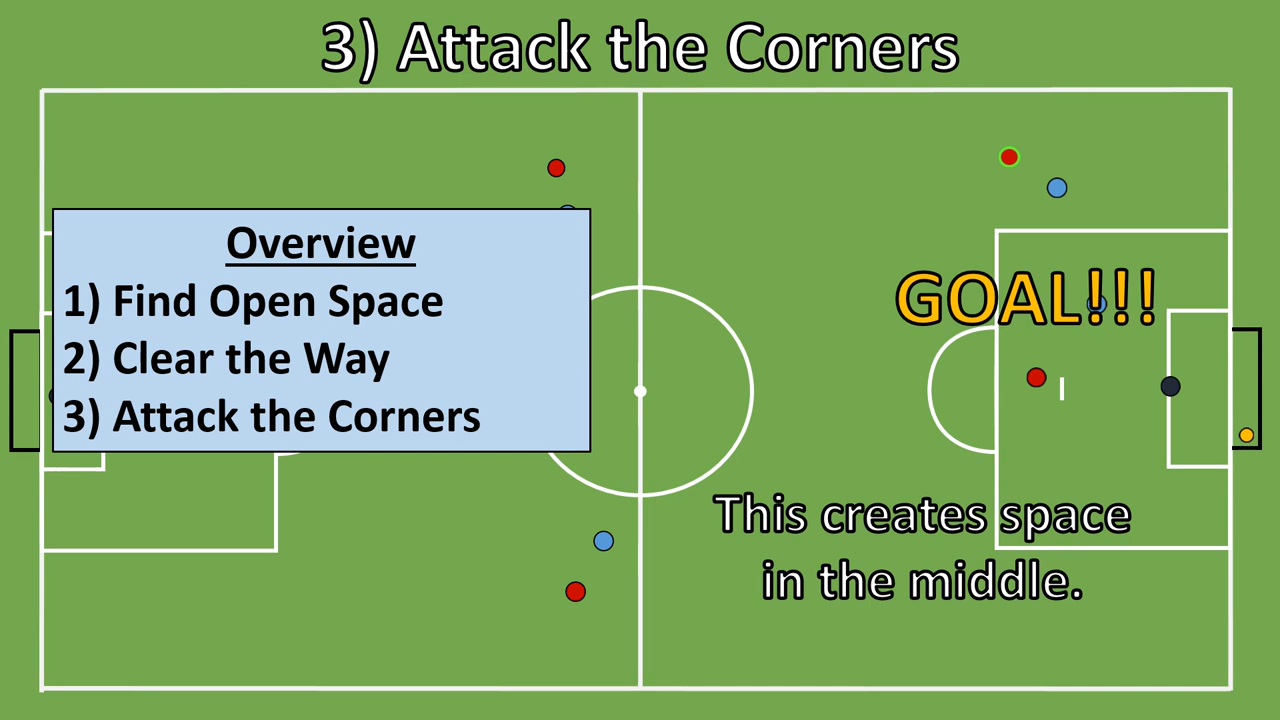 3) Attack the Corners
Overview
1) Find Open Space
2) Clear the Way
3) Attack the Corners
GOAL!!!
This creates space
in the middle.